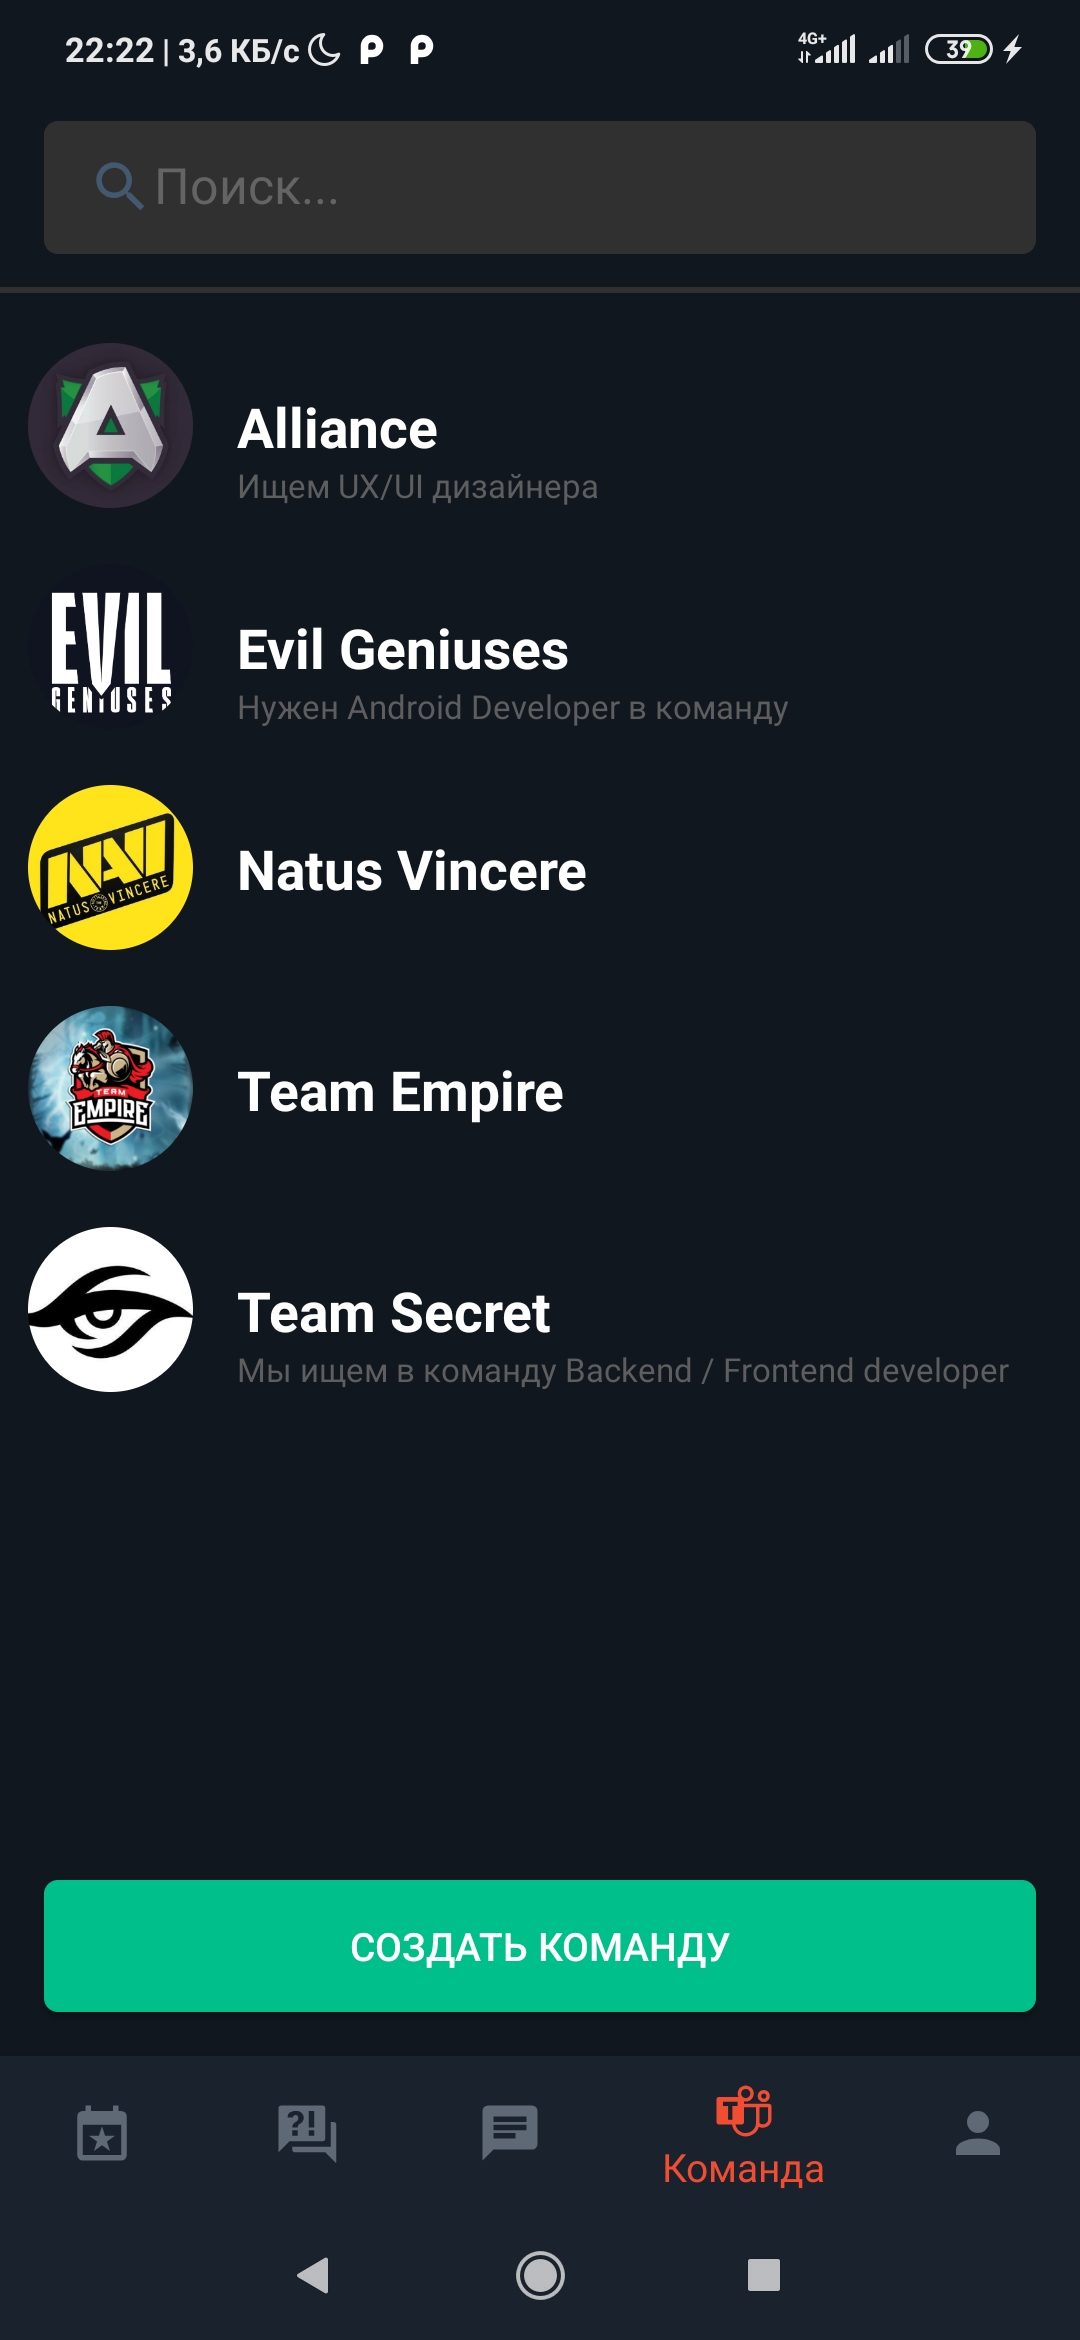 22:22 | 3,6 КБ/с
4G+
39
Поиск...
A
Alliance
Ищем UX/UI дизайнера
EVIL
GENIUSES
Evil Geniuses
Нужен Android Developer в команду
NAVI
NATUS VINCERE
Natus Vincere
TEAM
EMPIRE
Team Empire
Team Secret
Мы ищем в команду Backend / Frontend developer
СОЗДАТЬ КОМАНДУ
?!
T
Команда